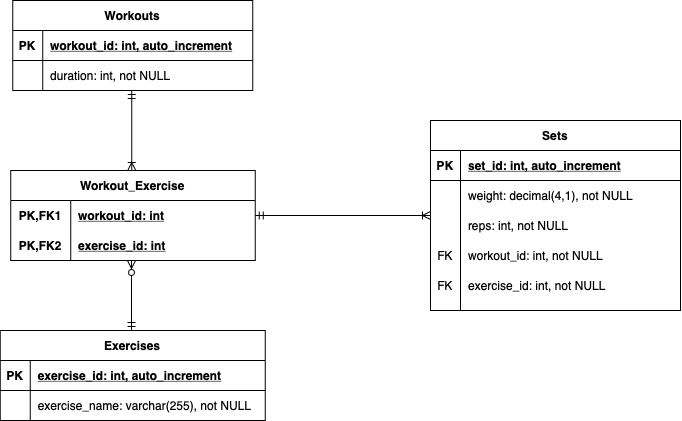 Workouts
PK workout_id: int, auto_increment
duration: int, not NULL
Workout_Exercise
PK,FK1 workout_id: int
PK,FK2 exercise_id: int
Sets
PK set_id: int, auto_increment
weight: decimal(4,1), not NULL
reps: int, not NULL
FK workout_id: int, not NULL
FK exercise_id: int, not NULL
Exercises
PK exercise_id: int, auto_increment
exercise_name: varchar(255), not NULL